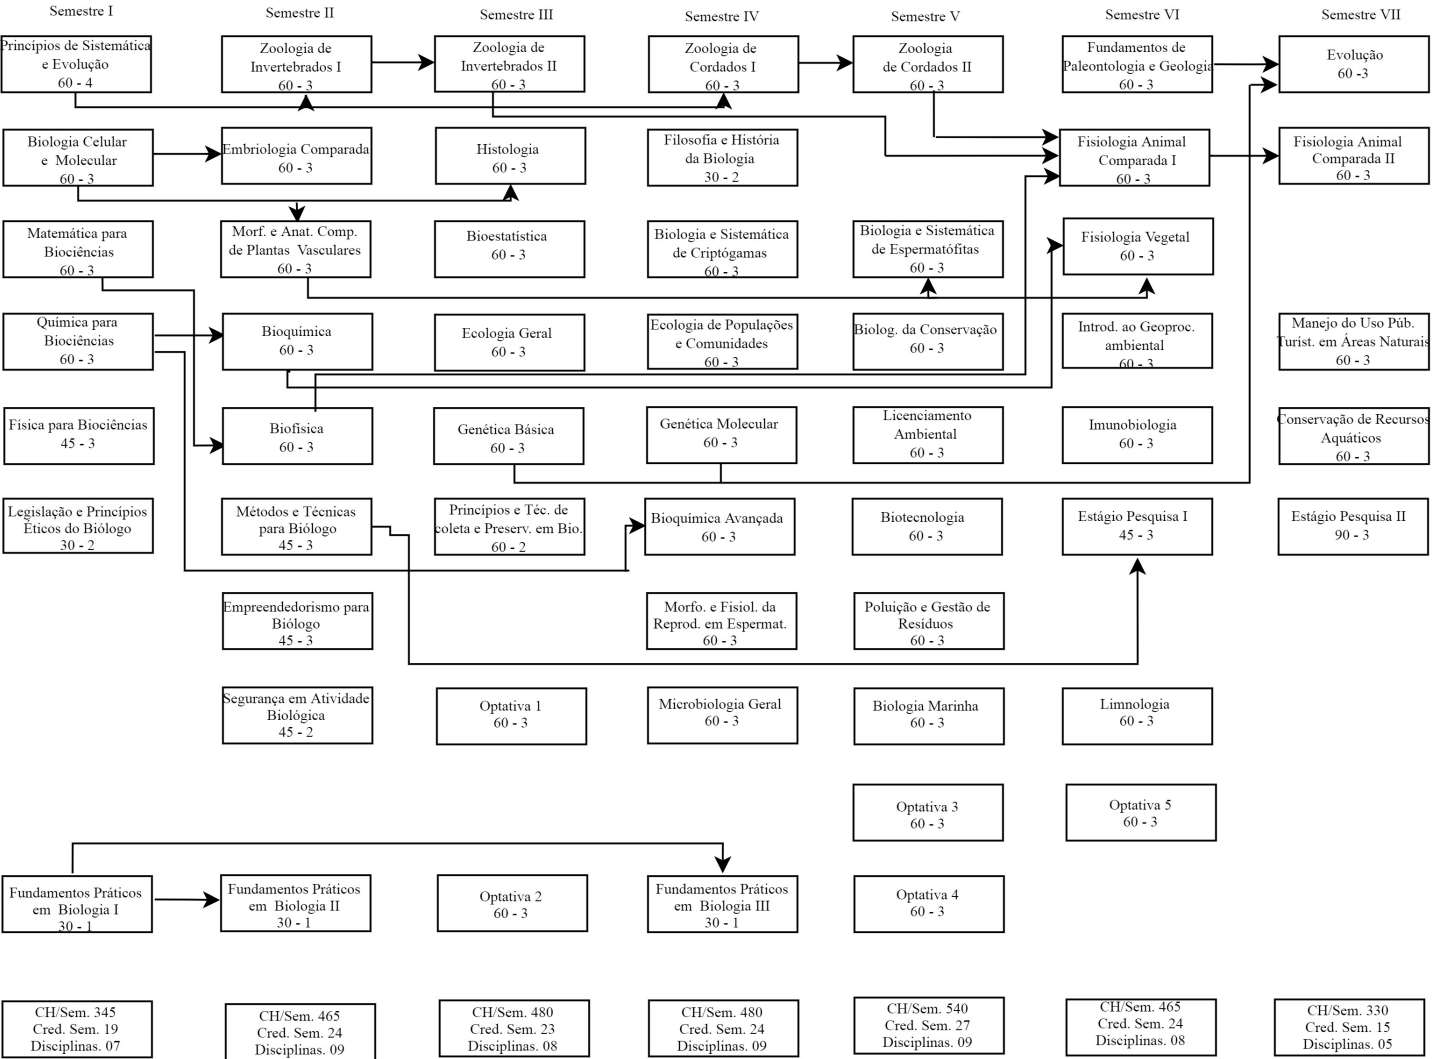 Semestre I
Semestre II
Semestre III
Semestre IV
Semestre V
Semestre VI
Semestre VII
Princípios de Sistemática
e Evolução
60 - 4
Zoologia de
Invertebrados I
60 - 3
Zoologia de
Invertebrados II
60 - 3
Zoologia de
Cordados I
60 - 3
Zoologia
de Cordados II
60 - 3
Fundamentos de
Paleontologia e Geologia
60 - 3
Evolução
60 -3
Biologia Celular
e Molecular
60 - 3
Embriologia Comparada
60 - 3
Histologia
60 - 3
Filosofia e História
da Biologia
30 - 2
Fisiologia Animal
Comparada I
60 - 3
Fisiologia Animal
Comparada II
60 - 3
Matemática para
Biociências
60 - 3
Morf. e Anat. Comp.
de Plantas Vasculares
60 - 3
Bioestatística
60 - 3
Biologia e Sistemática
de Criptógamas
60 - 3
Biologia e Sistemática
de Espermatófitas
60 - 3
Fisiologia Vegetal
60 - 3
Química para
Biociências
60 - 3
Bioquímica
60 - 3
Ecologia Geral
60 - 3
Ecologia de Populações
e Comunidades
60 - 3
Biolog. da Conservação
60 - 3
Introd. ao Geoproc.
ambiental
60 - 3
Manejo do Uso Púb.
Turíst. em Áreas Naturais
60 - 3
Física para Biociências
45 - 3
Biofísica
60 - 3
Genética Básica
60 - 3
Genética Molecular
60 - 3
Licenciamento
Ambiental
60 - 3
Imunobiologia
60 - 3
Conservação de Recursos
Aquáticos
60 - 3
Legislação e Princípios
Éticos do Biólogo
30 - 2
Métodos e Técnicas
para Biólogo
45 - 3
Princípios e Téc. de
coleta e Preserv. em Bio.
60 - 2
Bioquímica Avançada
60 - 3
Biotecnologia
60 - 3
Estágio Pesquisa I
45 - 3
Estágio Pesquisa II
90 - 3
Empreendedorismo para
Biólogo
45 - 3
Morfo. e Fisiol. da
Reprod. em Espermat.
60 - 3
Poluição e Gestão de
Resíduos
60 - 3
Segurança em Atividade
Biológica
45 - 2
Optativa 1
60 - 3
Microbiologia Geral
60 - 3
Biologia Marinha
60 - 3
Limnologia
60 - 3
Optativa 3
60 - 3
Optativa 5
60 - 3
Fundamentos Práticos
em Biologia I
30 - 1
Fundamentos Práticos
em Biologia II
30 - 1
Optativa 2
60 - 3
Fundamentos Práticos
em Biologia III
30 - 1
Optativa 4
60 - 3
CH/Sem. 345
Cred. Sem. 19
Disciplinas. 07
CH/Sem. 465
Cred. Sem. 24
Disciplinas. 09
CH/Sem. 480
Cred. Sem. 23
Disciplinas. 08
CH/Sem. 480
Cred. Sem. 24
Disciplinas. 09
CH/Sem. 540
Cred. Sem. 27
Disciplinas. 09
CH/Sem. 465
Cred. Sem. 24
Disciplinas. 08
CH/Sem. 330
Cred. Sem. 15
Disciplinas. 05